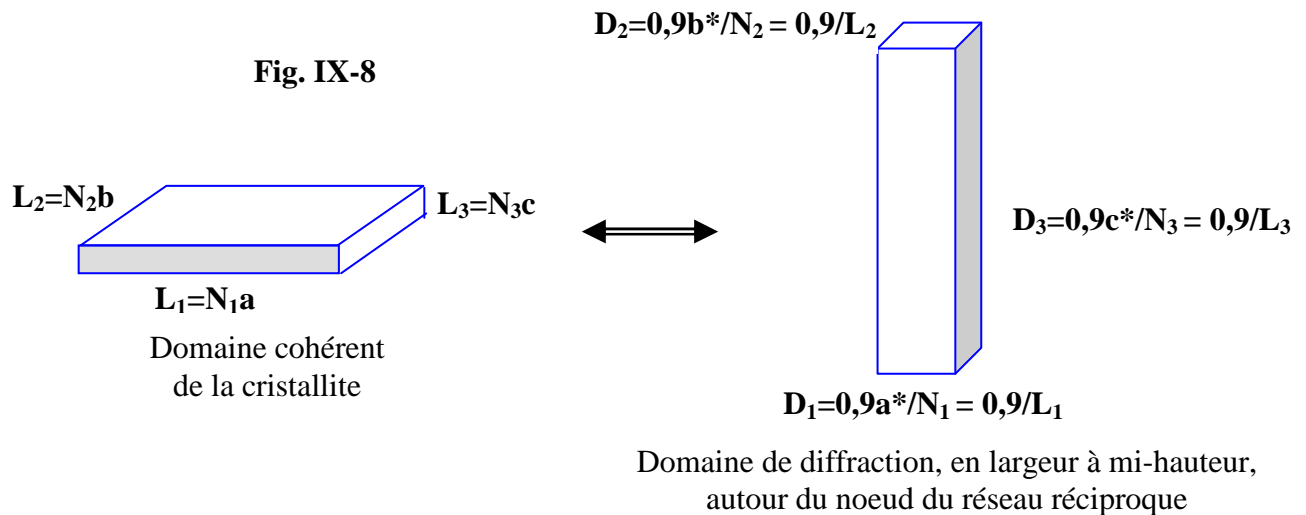 D₂=0,9b*/N₂ = 0,9/L₂
Fig. IX-8
L₂=N₂b
L₃=N₃c
D₃=0,9c*/N₃ = 0,9/L₃
L₁=N₁a
Domaine cohérent
de la cristallite
D₁=0,9a*/N₁ = 0,9/L₁
Domaine de diffraction, en largeur à mi-hauteur,
autour du noeud du réseau réciproque